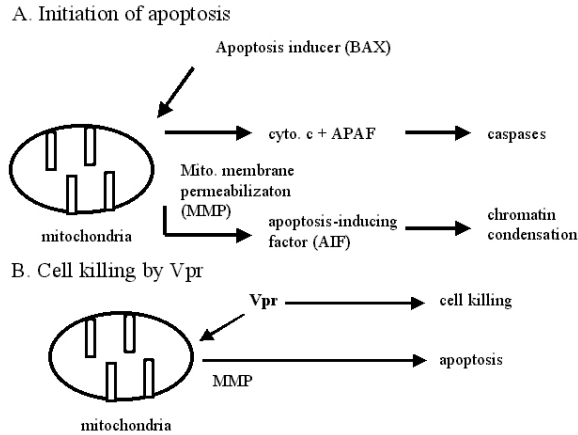 A. Initiation of apoptosis
Apoptosis inducer (BAX)
cyto. c + APAF
caspases
Mito. membrane
permeabilizaton
(MMP)
apoptosis-inducing
factor (AIF)
chromatin
condensation
mitochondria
B. Cell killing by Vpr
Vpr
cell killing
apoptosis
MMP
mitochondria